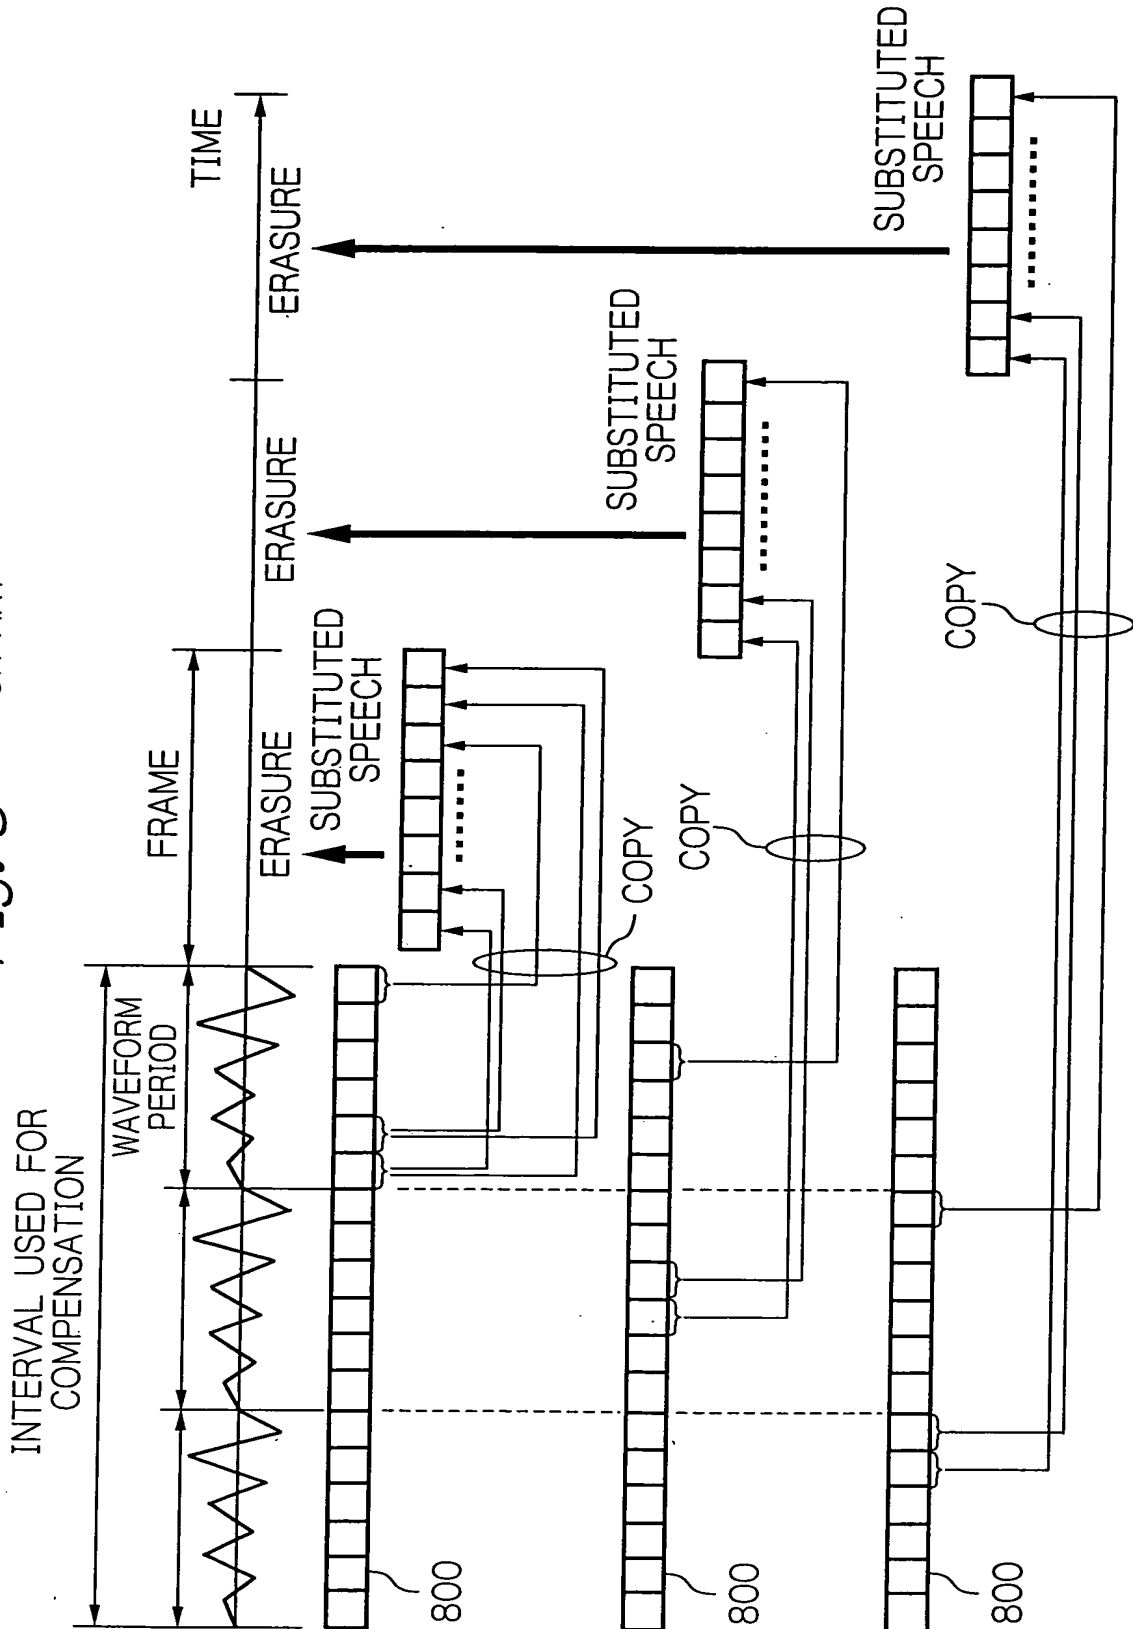 INTERVAL USED FOR
COMPENSATION
WAVEFORM
PERIOD
FRAME
TIME
ERASURE
ERASURE
ERASURE
SUBSTITUTED
SPEECH
SUBSTITUTED
SPEECH
SUBSTITUTED
SPEECH
COPY
COPY
COPY
800
800
800